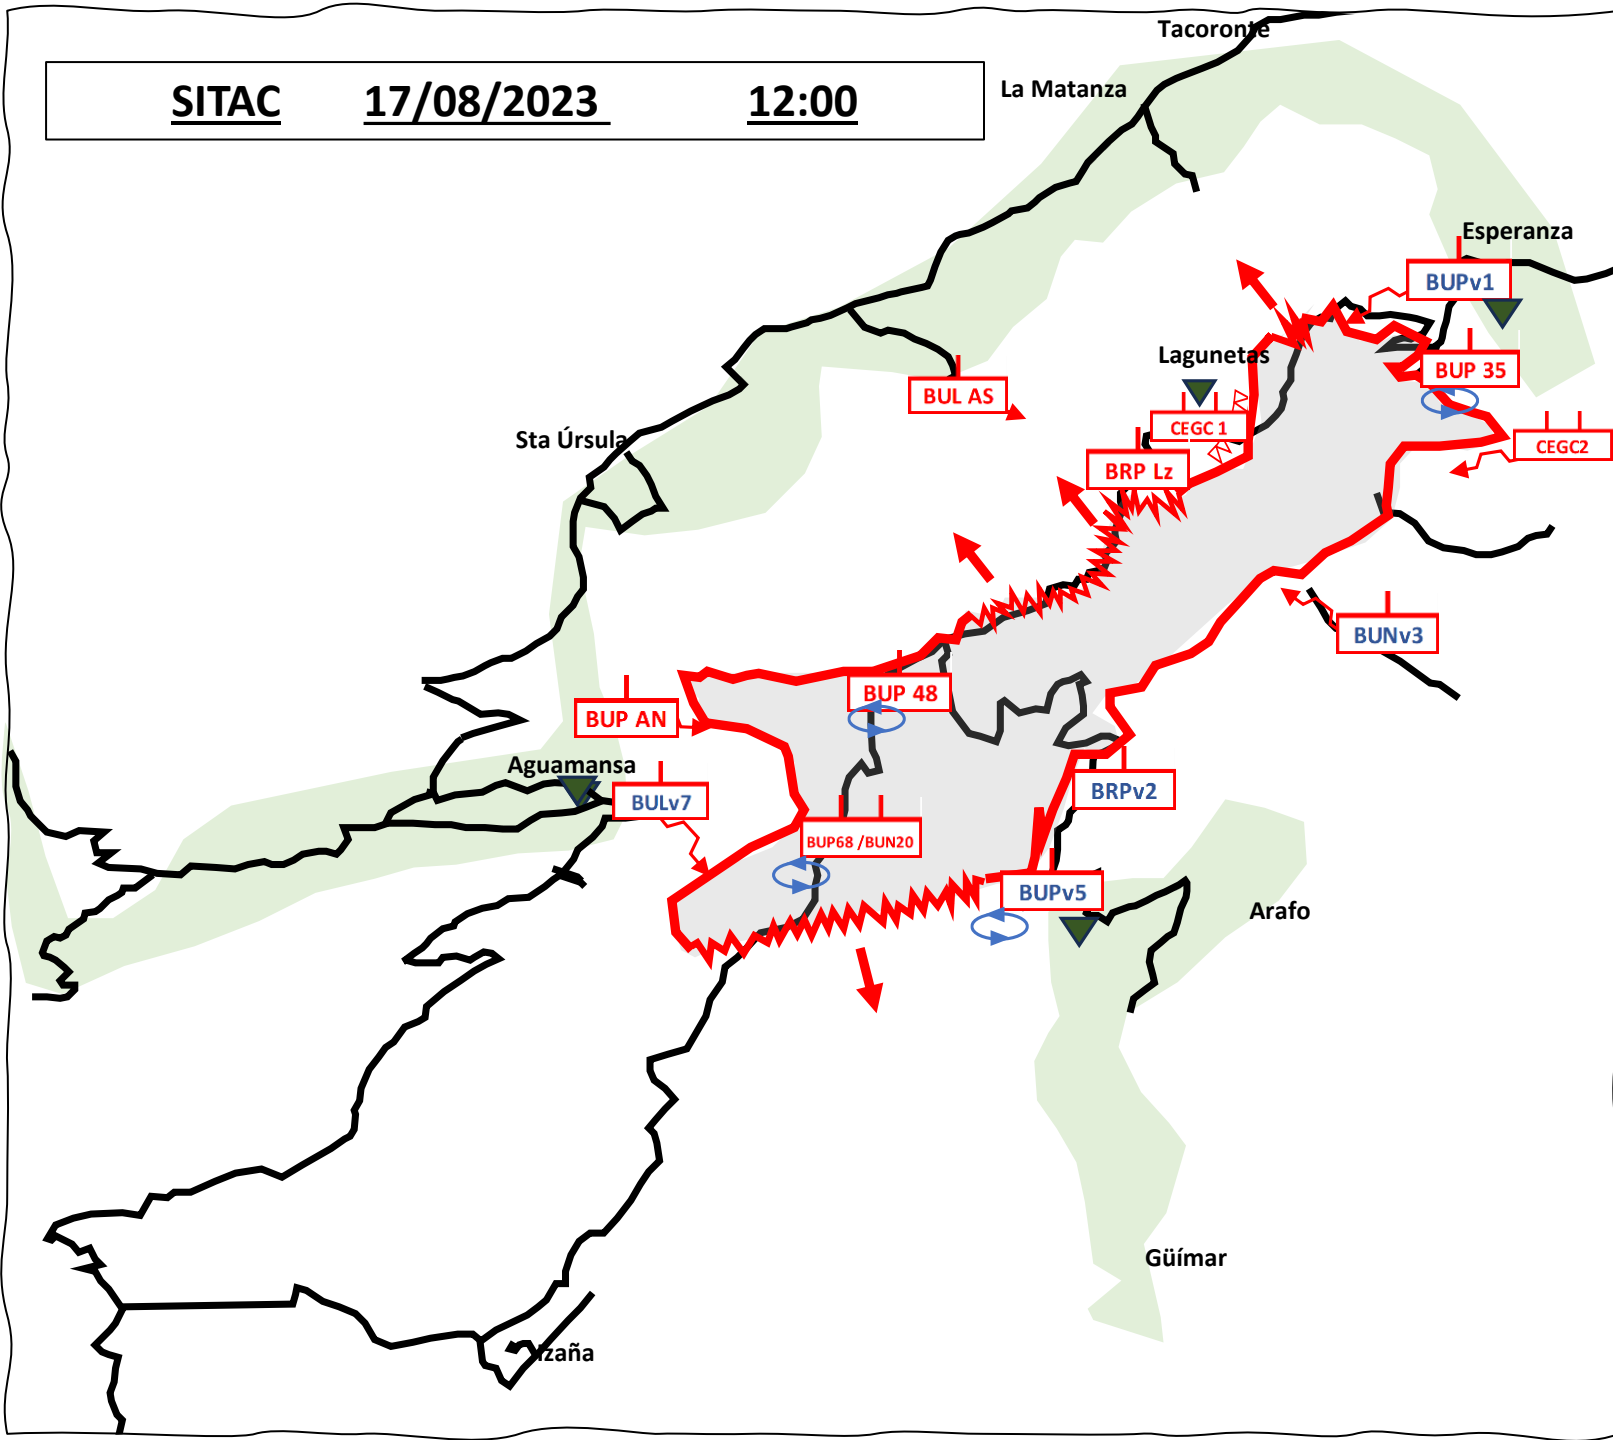 Tacoronte
La Matanza
SITAC 17/08/2023 12:00
Esperanza
BUPv1
Lagunetas
BUP 35
BUL AS
CEGC 1
Sta Úrsula
CEGC2
BRP Lz
BUNv3
BUP 48
BUP AN
Aguamansa
BULv7
BRPv2
BUP68 /BUN20
BUPv5
Arafo
Güímar
Izaña